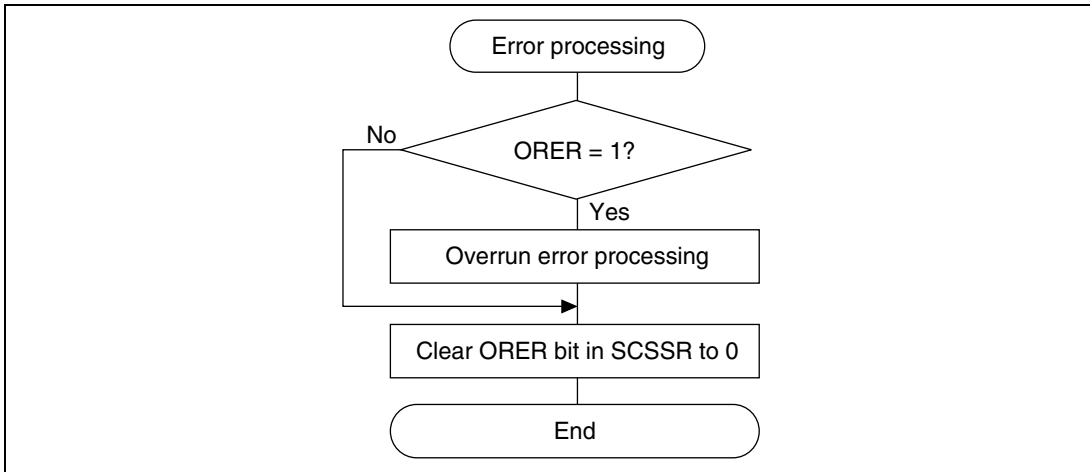 Error processing
No
ORER = 1?
Yes
Overrun error processing
Clear ORER bit in SCSSR to 0
End